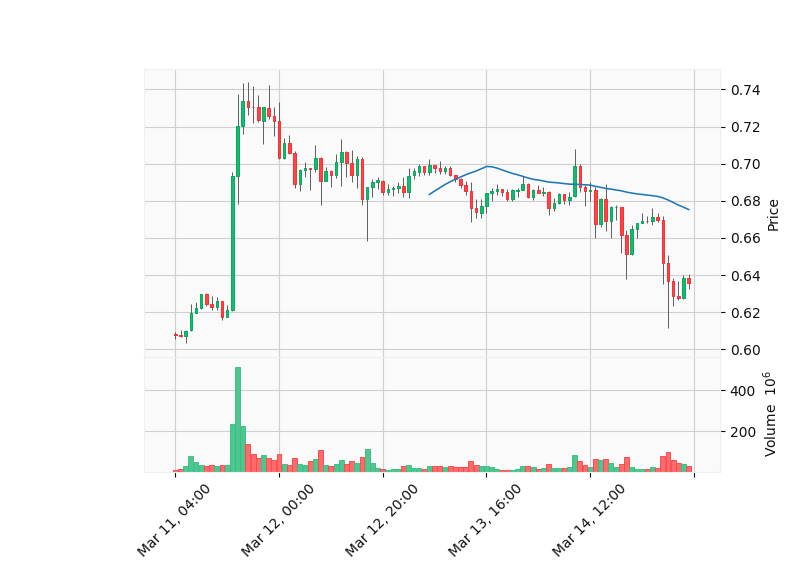 0.74
0.72
0.70
0.68
0.66
0.64
0.62
0.60
Price
400
200
Volume 10^6
Mar 11, 04:00
Mar 12, 00:00
Mar 12, 20:00
Mar 13, 16:00
Mar 14, 12:00